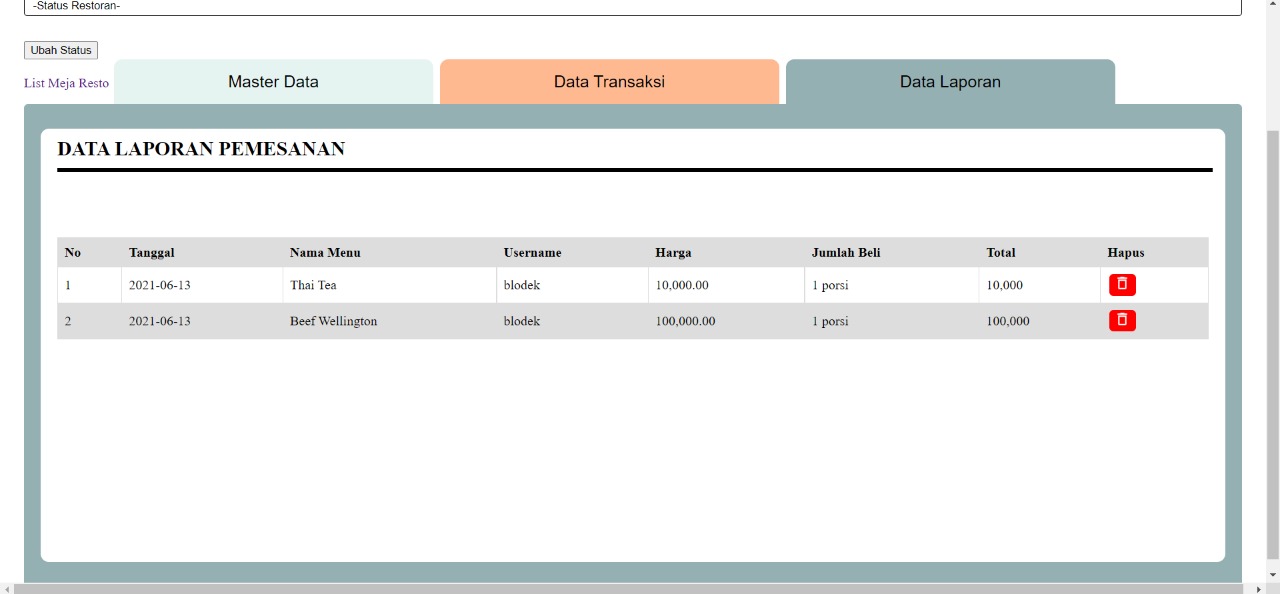 -Status Restoran-
Ubah Status
List Meja Resto Master Data Data Transaksi Data Laporan
DATA LAPORAN PEMESANAN
No Tanggal Nama Menu Username Harga Jumlah Beli Total Hapus
1 2021-06-13 Thai Tea blodek 10,000.00 1 porsi 10,000
2 2021-06-13 Beef Wellington blodek 100,000.00 1 porsi 100,000